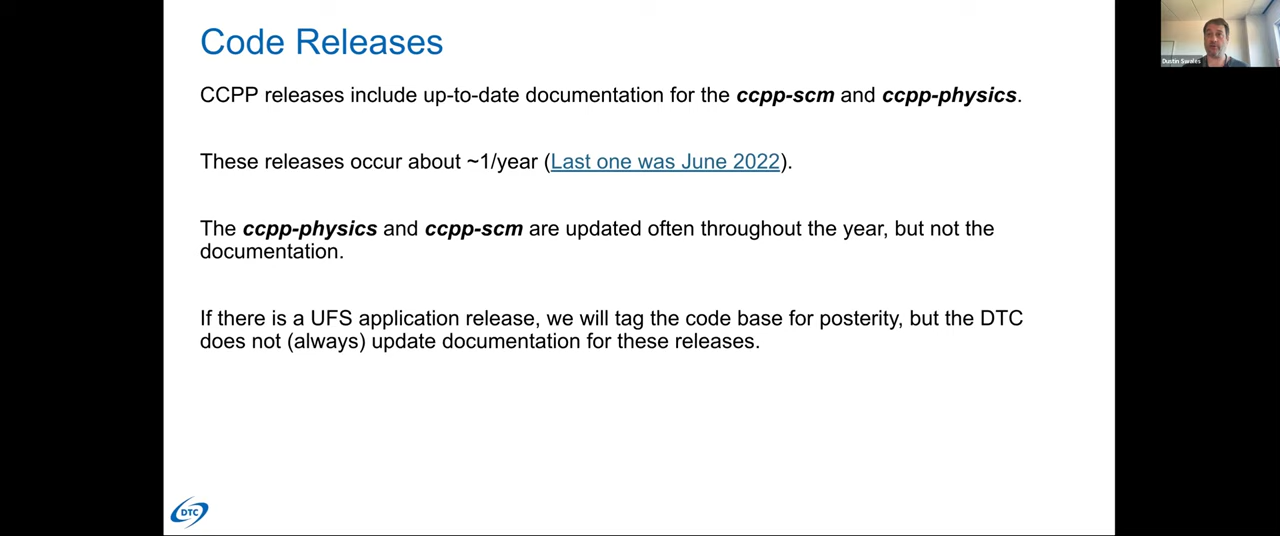 Code Releases
CCPP releases include up-to-date documentation for the ccpp-scm and ccpp-physics.
These releases occur about ~1/year (Last one was June 2022).
The ccpp-physics and ccpp-scm are updated often throughout the year, but not the
documentation.
If there is a UFS application release, we will tag the code base for posterity, but the DTC
does not (always) update documentation for these releases.
DTC
Dustin Swales